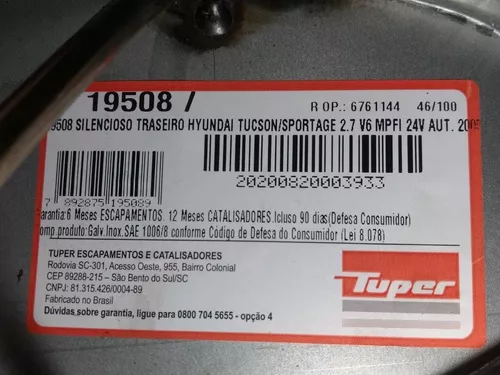 19508 /
R OP.: 6761144 46/100
19508 SILENCIOSO TRASEIRO HYUNDAI TUCSON/SPORTAGE 2.7 V6 MPFI 24V AUT.
7 892875 195089
20200820003933
Garantia:6 Meses ESCAPAMENTOS. 12 Meses CATALISADORES.Icluso 90 dias(Defesa Consumidor)
Comp.produto:Galv.Inox.SAE 1006/8 conforme Código de Defesa do Consumidor (Lei 8.078)
TUPER ESCAPAMENTOS E CATALISADORES
Rodovia SC-301, Acesso Oeste, 955, Bairro Colonial
CEP 89288-215 – São Bento do Sul/SC
CNPJ: 81.315.426/0004-89
Fabricado no Brasil
Dúvidas sobre garantia, ligue para 0800 704 5655 - opção 4
Tuper